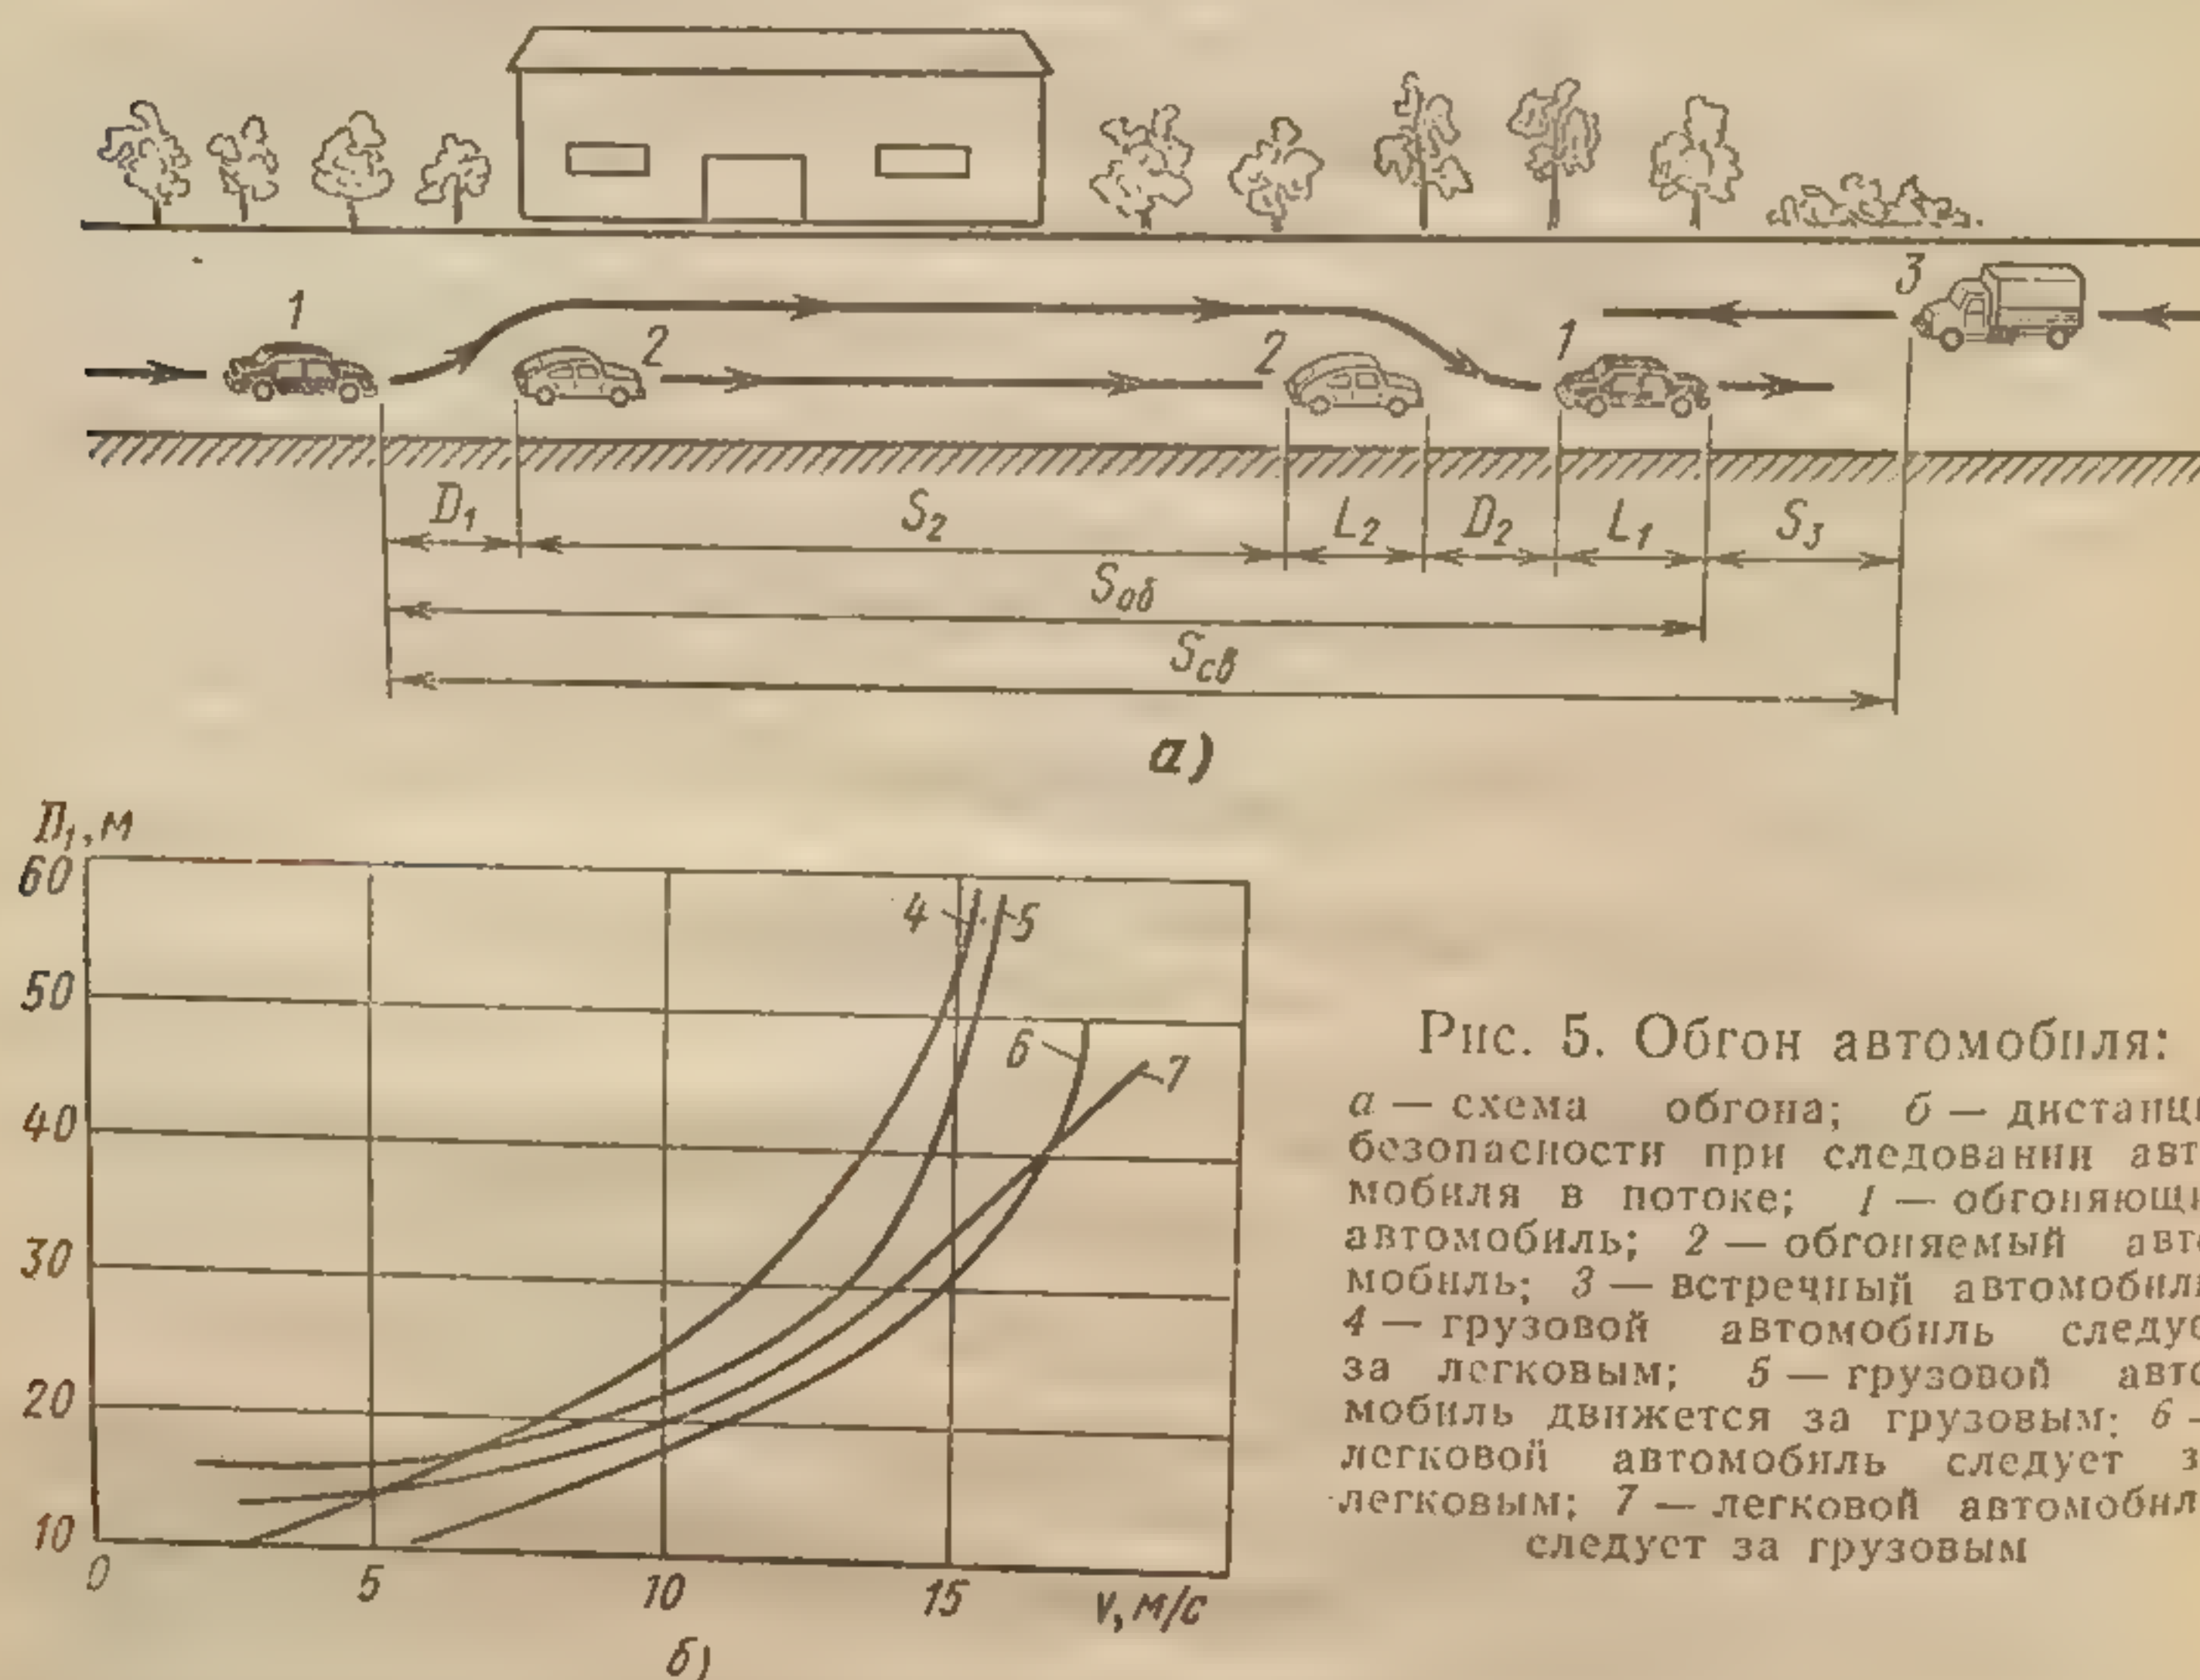 1 2 2 1 3
D₁ S₂ L₂ D₂ L₁ S₃
Sоб
Sсв
а)
D₁, м
60
50
40
30
20
10
4 5
6 7
0 5 10 15 v, м/с
б)
Рис. 5. Обгон автомобиля:
а — схема обгона; б — дистанц
безопасности при следовании авт
мобиля в потоке; 1 — обгоняющ
автомобиль; 2 — обгоняемый авт
мобиль; 3 — встречный автомобиль
4 — грузовой автомобиль следу
за легковым; 5 — грузовой авто
мобиль движется за грузовым; 6 —
легковой автомобиль следует з
легковым; 7 — легковой автомобил
следует за грузовым